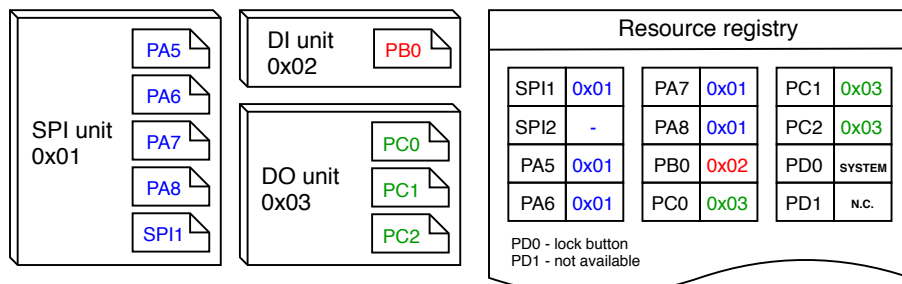 SPI unit
0x01
PA5
PA6
PA7
PA8
SPI1
DI unit
0x02
PB0
DO unit
0x03
PC0
PC1
PC2
Resource registry
SPI1 0x01 PA7 0x01 PC1 0x03
SPI2 - PA8 0x01 PC2 0x03
PA5 0x01 PB0 0x02 PD0 SYSTEM
PA6 0x01 PC0 0x03 PD1 N.C.
PD0 - lock button
PD1 - not available